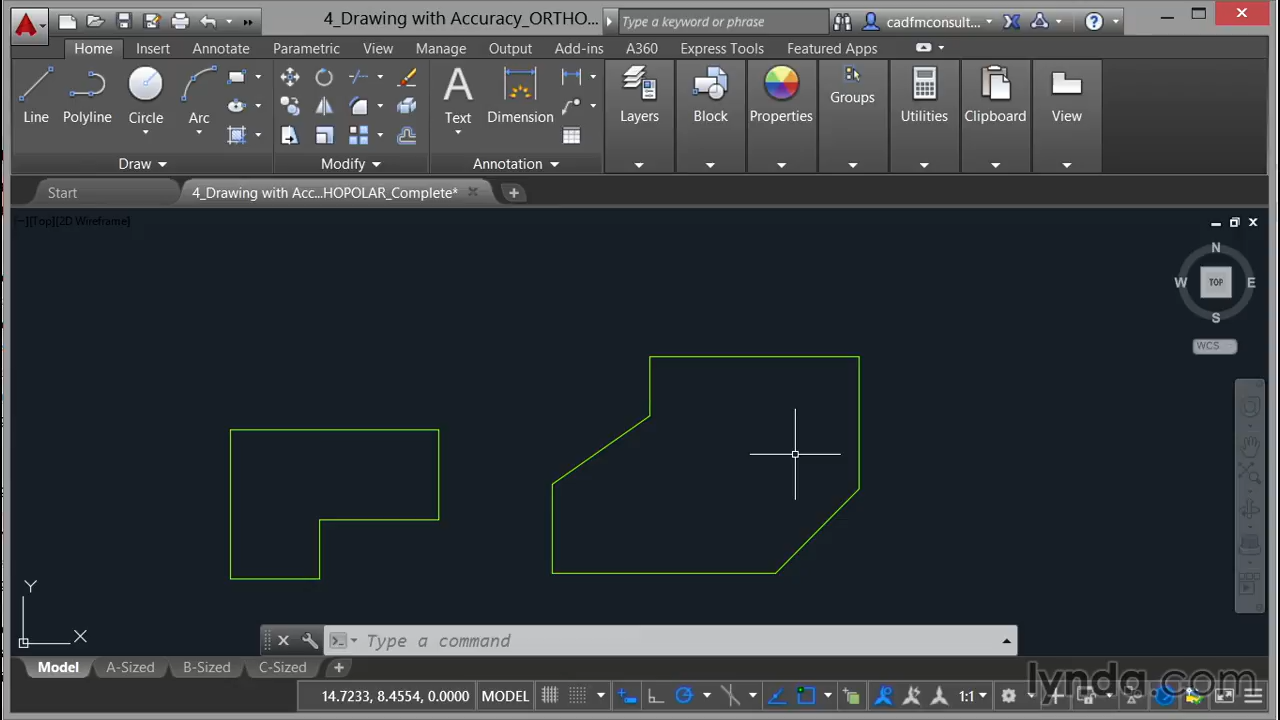 4_Drawing with Accuracy_ORTHO...
Type a keyword or phrase
cadfmconsult...
Home Insert Annotate Parametric View Manage Output Add-ins A360 Express Tools Featured Apps
Line Polyline Circle Arc Text Dimension Layers Block Properties Groups Utilities Clipboard View
Draw Modify Annotation
Start
4_Drawing with Acc...HOPOLAR_Complete*
[−][Top][2D Wireframe]
N
W TOP E
S
WCS
Y
X
Type a command
Model A-Sized B-Sized C-Sized
lynda.com
14.7233, 8.4554, 0.0000 MODEL 1:1